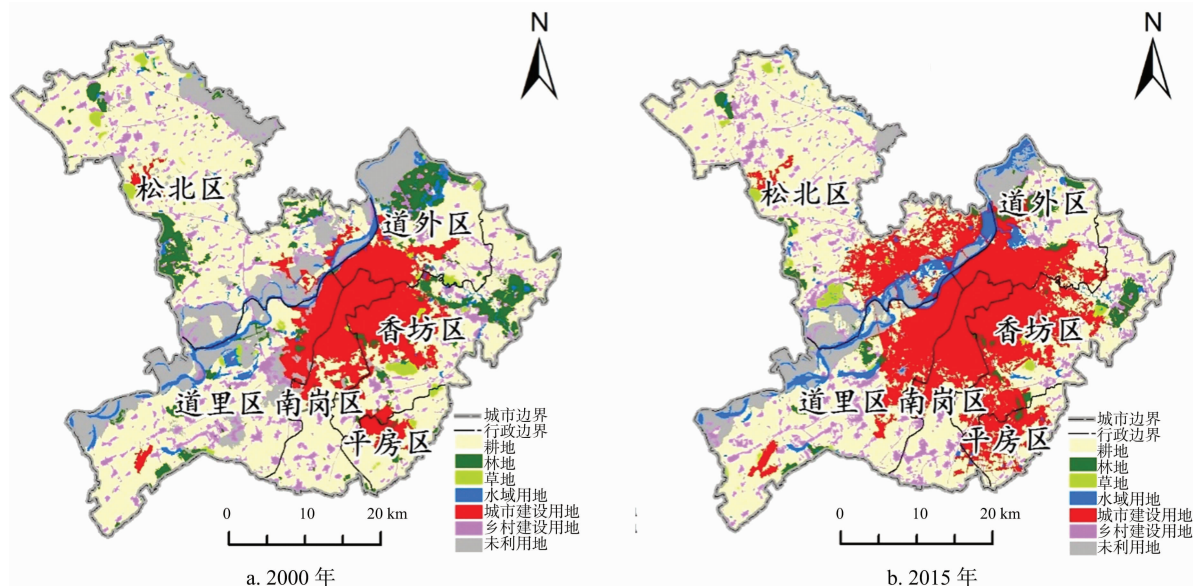 N
松北区
道外区
香坊区
道里区 南岗区
平房区
城市边界
行政边界
耕地
林地
草地
水域用地
城市建设用地
乡村建设用地
未利用地
0 10 20 km
a. 2000 年
N
松北区
道外区
香坊区
道里区 南岗区
平房区
城市边界
行政边界
耕地
林地
草地
水域用地
城市建设用地
乡村建设用地
未利用地
0 10 20 km
b. 2015 年